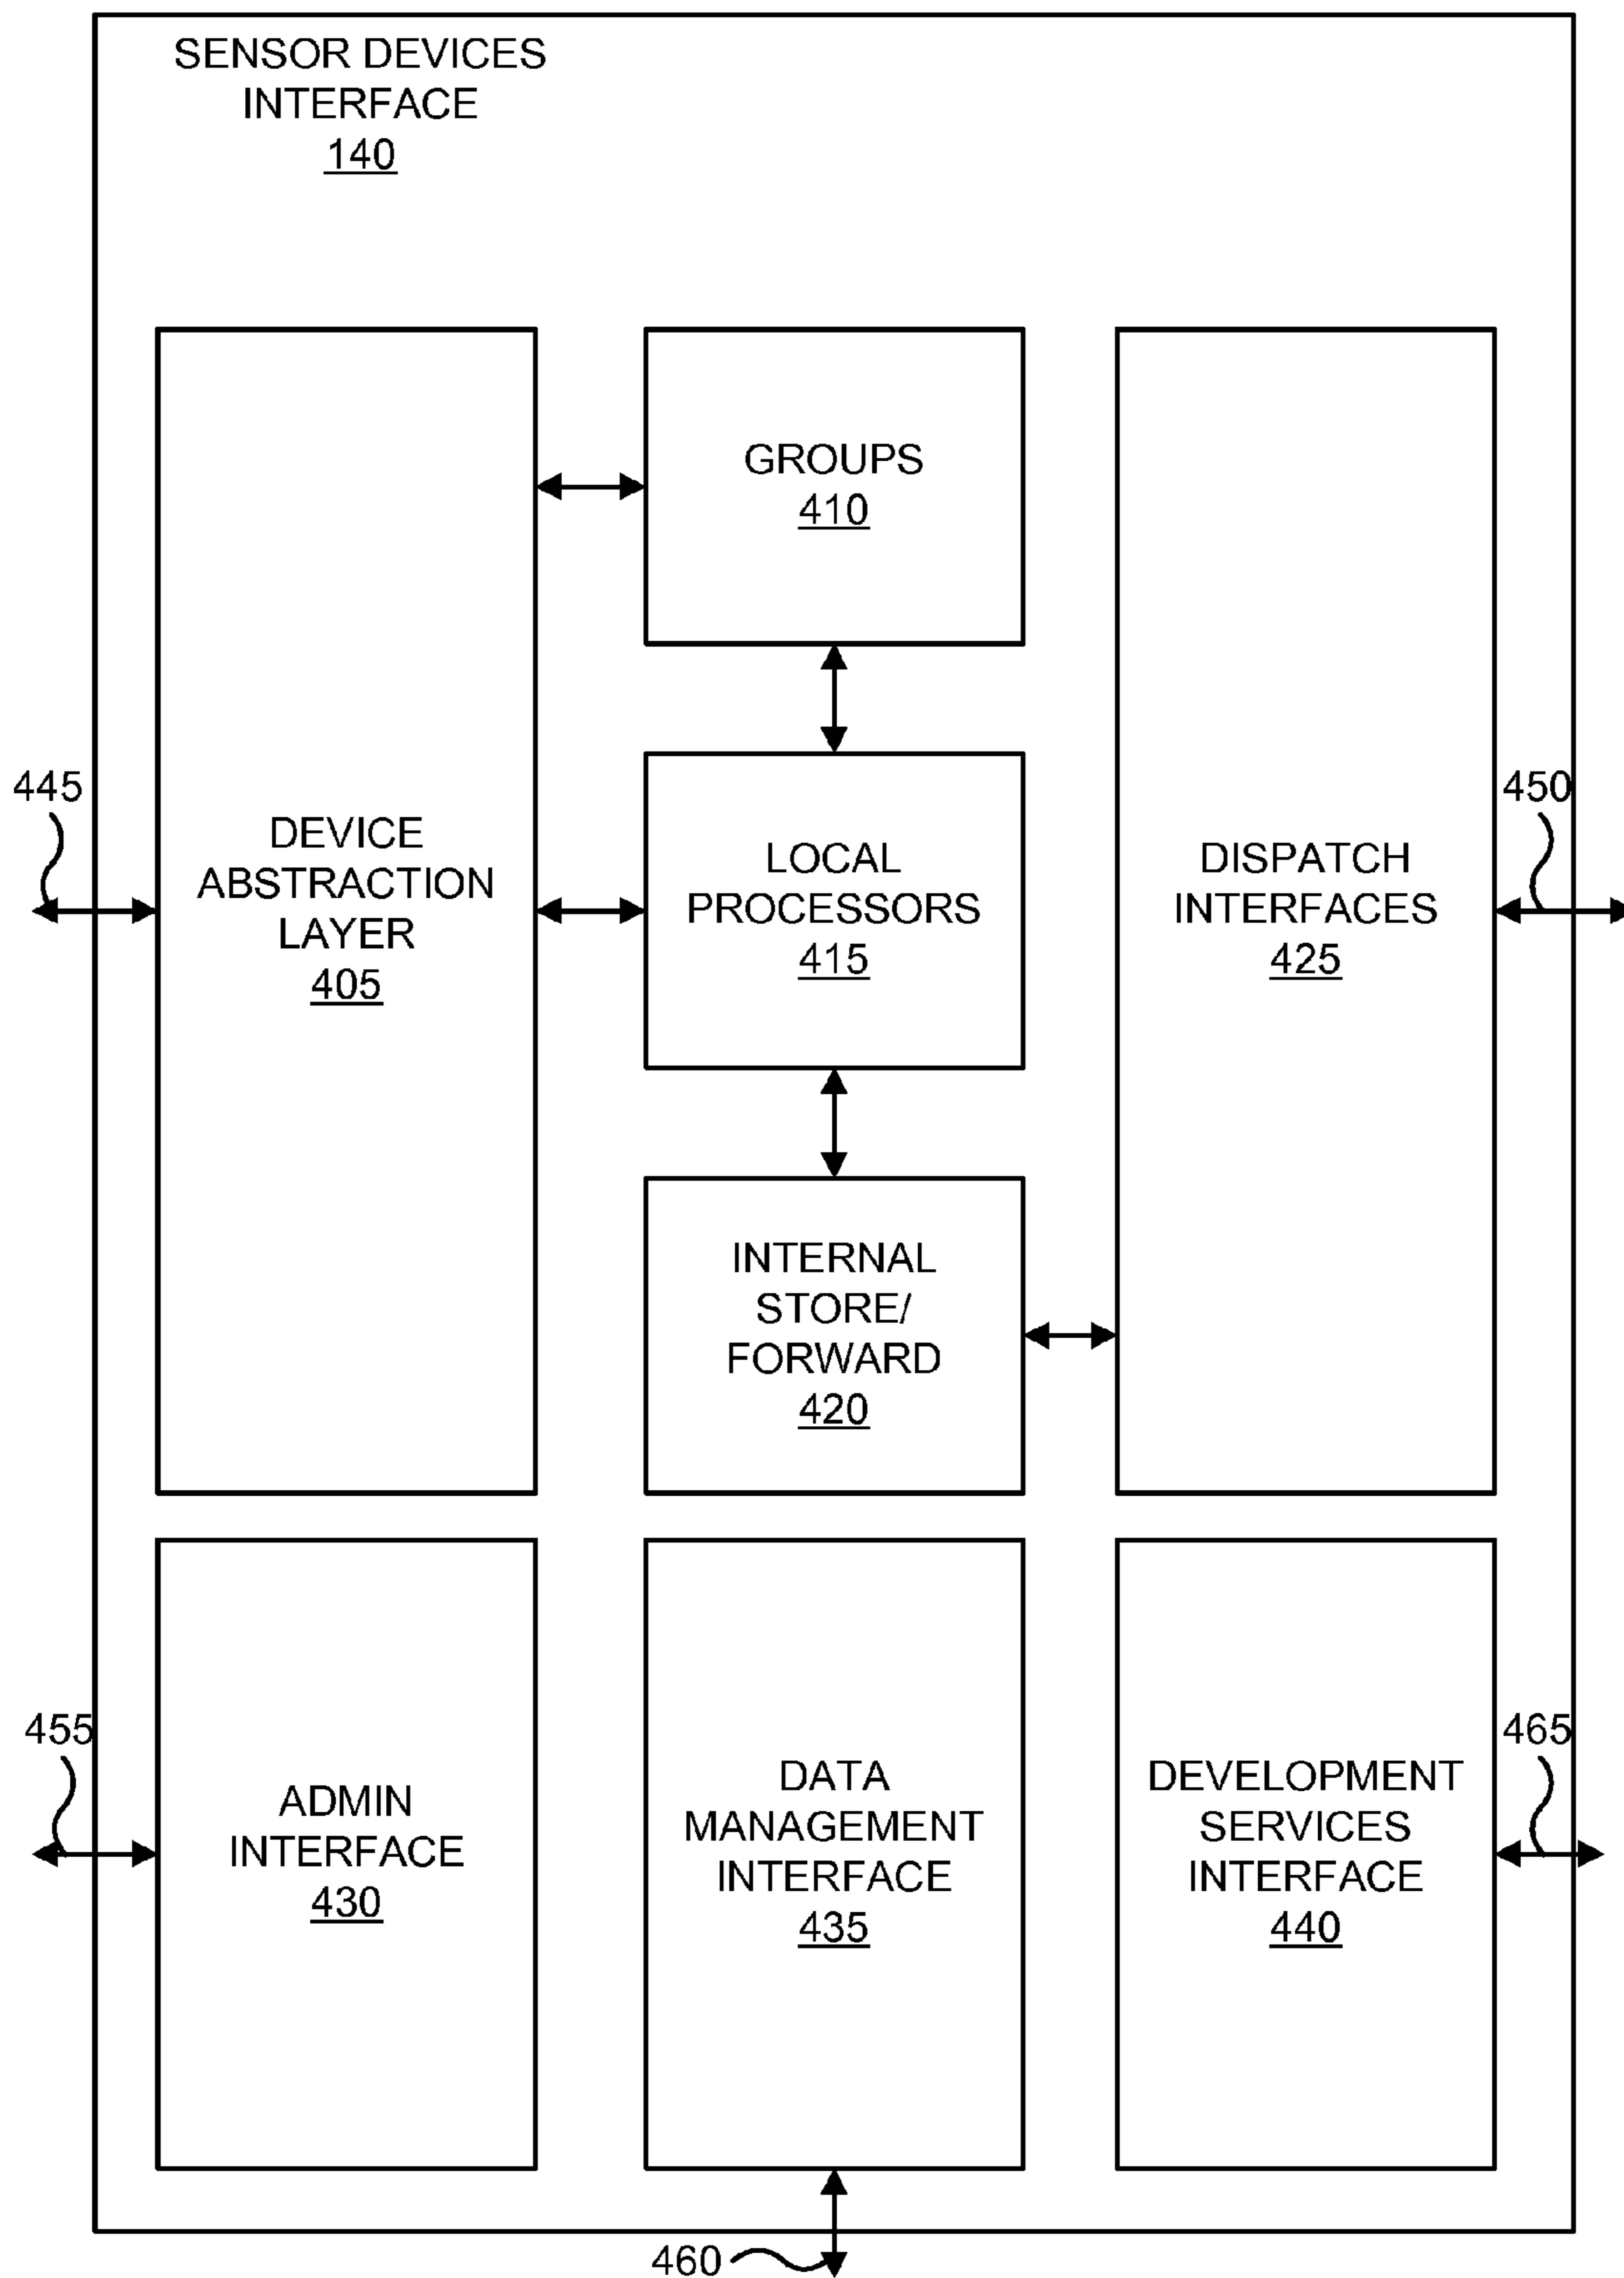 SENSOR DEVICES
INTERFACE
140
GROUPS
410
445
DEVICE
ABSTRACTION
LAYER
405
LOCAL
PROCESSORS
415
DISPATCH
INTERFACES
425
450
INTERNAL
STORE/
FORWARD
420
455
ADMIN
INTERFACE
430
DATA
MANAGEMENT
INTERFACE
435
DEVELOPMENT
SERVICES
INTERFACE
440
465
460